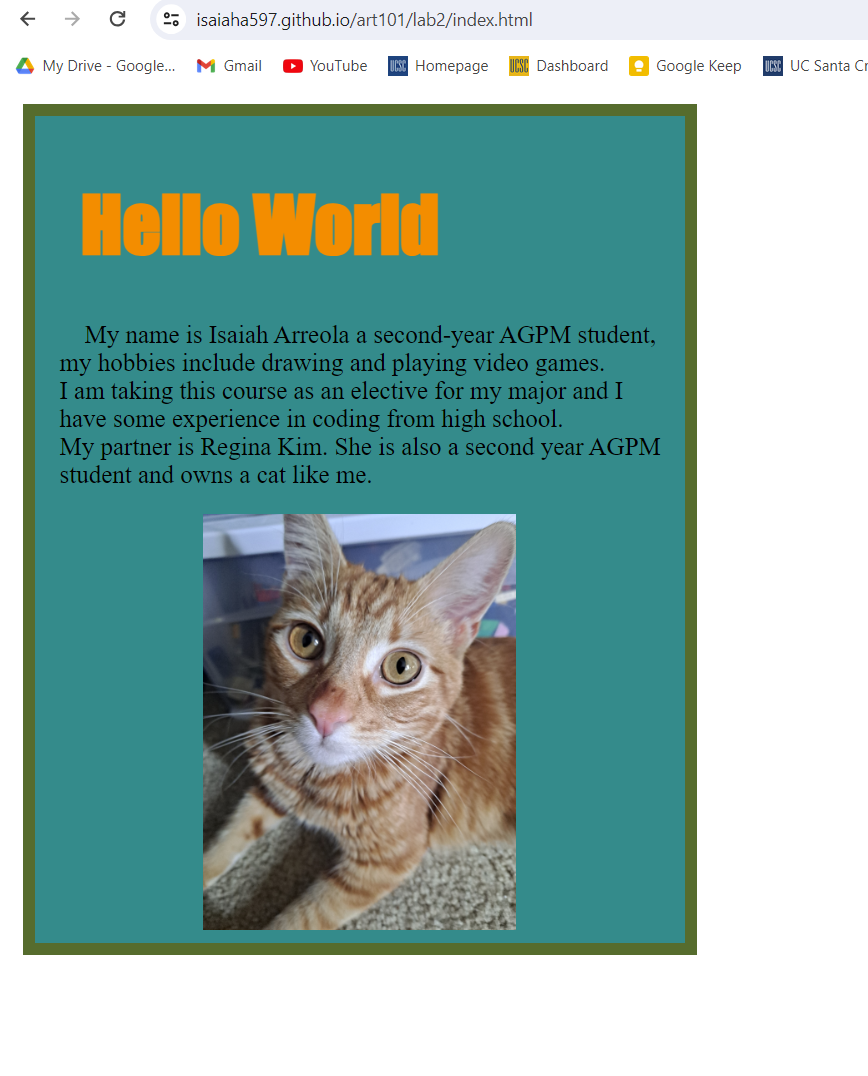 isaiaha597.github.io/art101/lab2/index.html
My Drive - Google... Gmail YouTube UCSC Homepage UCSC Dashboard Google Keep UCSC UC Santa Cr
Hello World
My name is Isaiah Arreola a second-year AGPM student,
my hobbies include drawing and playing video games.
I am taking this course as an elective for my major and I
have some experience in coding from high school.
My partner is Regina Kim. She is also a second year AGPM
student and owns a cat like me.